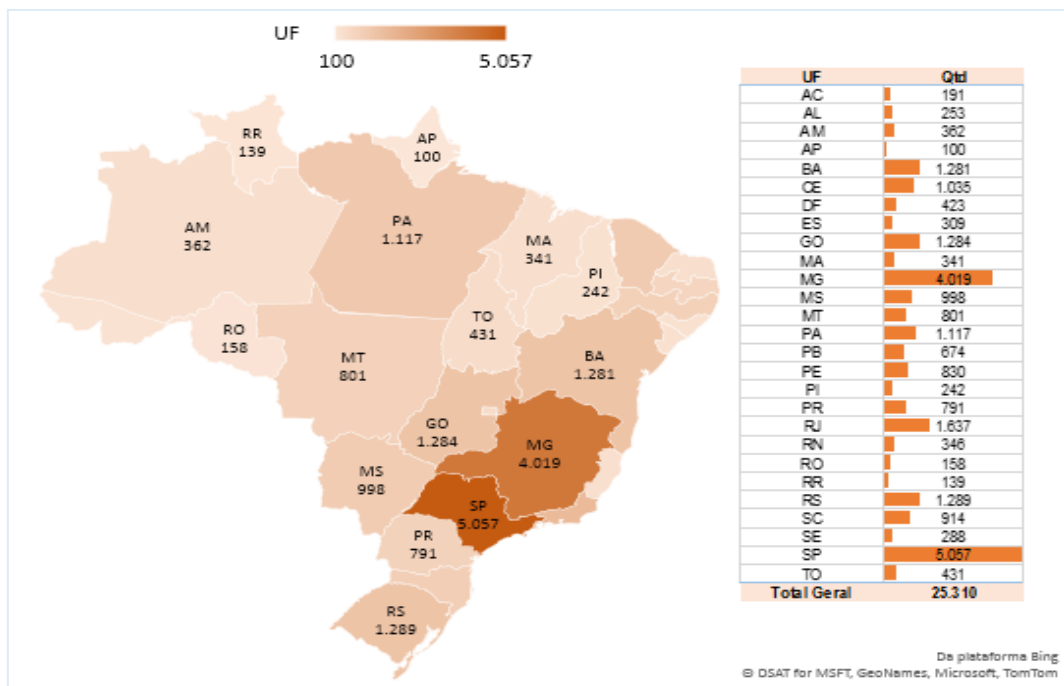 UF
100 5.057
RR
139
AP
100
AM
362
PA
1.117
MA
341
PI
242
TO
431
RO
158
MT
801
BA
1.281
GO
1.284
MG
4.019
MS
998
SP
5.057
PR
791
RS
1.289
UF Qtd
AC 191
AL 253
AM 362
AP 100
BA 1.281
CE 1.035
DF 423
ES 309
GO 1.284
MA 341
MG 4.019
MS 998
MT 801
PA 1.117
PB 674
PE 830
PI 242
PR 791
RJ 1.637
RN 346
RO 158
RR 139
RS 1.289
SC 914
SE 288
SP 5.057
TO 431
Total Geral 25.310
Da plataforma Bing
© DSAT for MSFT, GeoNames, Microsoft, TomTom